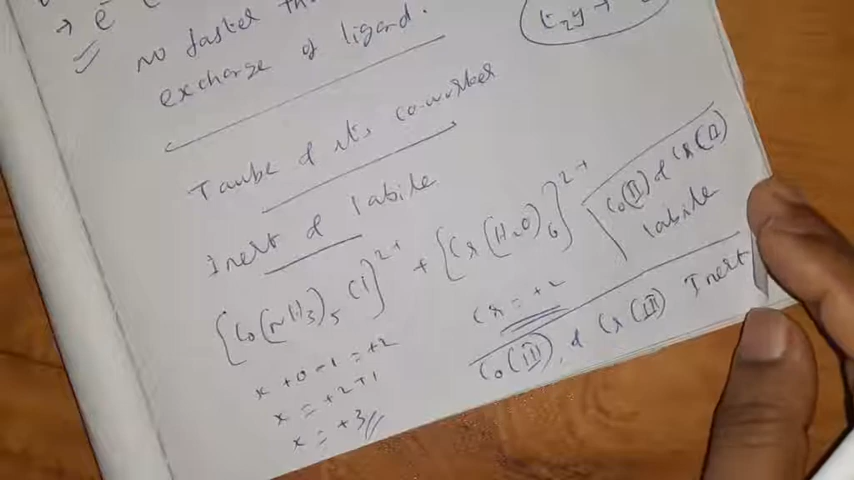 → e⁻
no faster
exchange of ligand.
t₂g →
Taube & its co-worker
Inert & labile
[Co(NH₃)₅Cl]²⁺ + [Cr(H₂O)₆]²⁺
Co(II) & Cr(II)
labile
x + 0 - 1 = +2
x = +2+1
x = +3
Cr = +2
Co(III) & Cr(III) Inert